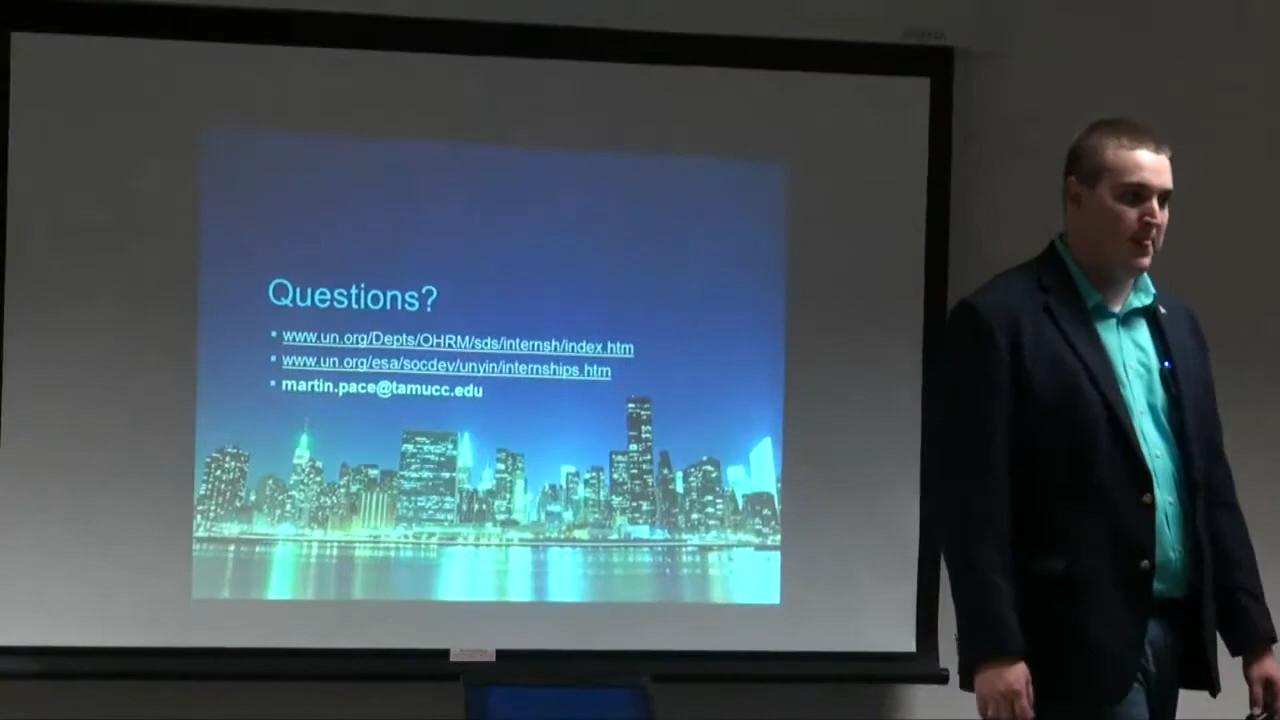 Questions?
www.un.org/Depts/OHRM/sds/internsh/index.htm
www.un.org/esa/socdev/unyin/internships.htm
martin.pace@tamucc.edu